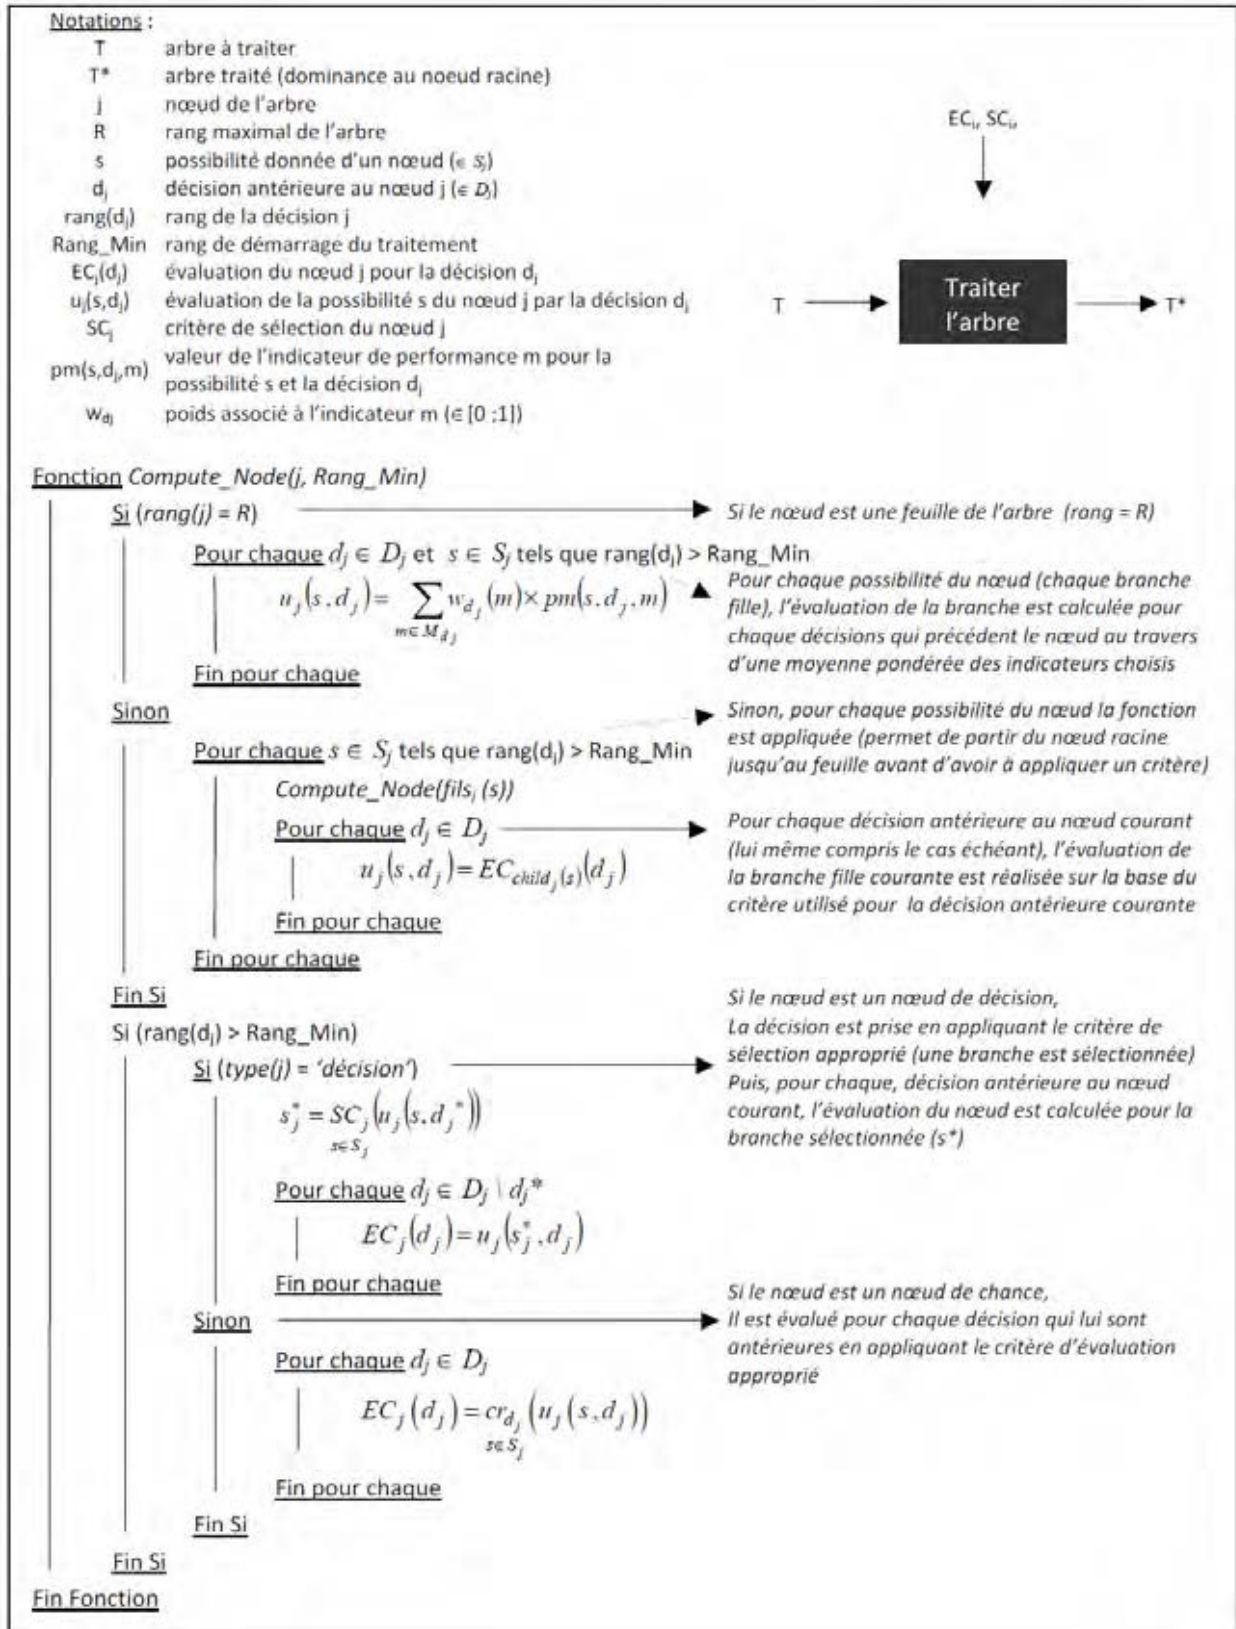 Notations :
T arbre à traiter
T* arbre traité (dominance au noeud racine)
j nœud de l'arbre
R rang maximal de l'arbre
s possibilité donnée d'un nœud (∈ Sj)
dj décision antérieure au nœud j (∈ Dj)
rang(dj) rang de la décision j
Rang_Min rang de démarrage du traitement
ECj(dj) évaluation du nœud j pour la décision dj
uj(s,dj) évaluation de la possibilité s du nœud j par la décision dj
SCj critère de sélection du nœud j
pm(s,dj,m) valeur de l'indicateur de performance m pour la
possibilité s et la décision dj
wdj poids associé à l'indicateur m (∈ [0 ;1])
ECi, SCi,
T
Traiter
l'arbre
T*
Fonction Compute_Node(j, Rang_Min)
Si (rang(j) = R)
Si le nœud est une feuille de l'arbre (rang = R)
Pour chaque dj ∈ Dj et s ∈ Sj tels que rang(dj) > Rang_Min
uj(s,dj) = ∑ m∈Mdj wdj(m) × pm(s,dj,m)
Pour chaque possibilité du nœud (chaque branche
fille), l'évaluation de la branche est calculée pour
chaque décisions qui précédent le nœud au travers
d'une moyenne pondérée des indicateurs choisis
Fin pour chaque
Sinon
Sinon, pour chaque possibilité du nœud la fonction
est appliquée (permet de partir du nœud racine
jusqu'au feuille avant d'avoir à appliquer un critère)
Pour chaque s ∈ Sj tels que rang(dj) > Rang_Min
Compute_Node(filsj (s))
Pour chaque dj ∈ Dj
uj(s,dj) = ECchildj(s)(dj)
Pour chaque décision antérieure au nœud courant
(lui même compris le cas échéant), l'évaluation de
la branche fille courante est réalisée sur la base du
critère utilisé pour la décision antérieure courante
Fin pour chaque
Fin pour chaque
Fin Si
Si (rang(dj) > Rang_Min)
Si (type(j) = 'décision')
Si le nœud est un nœud de décision,
La décision est prise en appliquant le critère de
sélection approprié (une branche est sélectionnée)
Puis, pour chaque, décision antérieure au nœud
courant, l'évaluation du nœud est calculée pour la
branche sélectionnée (s*)
sj* = SCj s∈Sj (uj(s,dj*))
Pour chaque dj ∈ Dj \ dj*
ECj(dj) = uj(sj*,dj)
Fin pour chaque
Sinon
Si le nœud est un nœud de chance,
Il est évalué pour chaque décision qui lui sont
antérieures en appliquant le critère d'évaluation
approprié
Pour chaque dj ∈ Dj
ECj(dj) = crdj s∈Sj (uj(s,dj))
Fin pour chaque
Fin Si
Fin Si
Fin Fonction